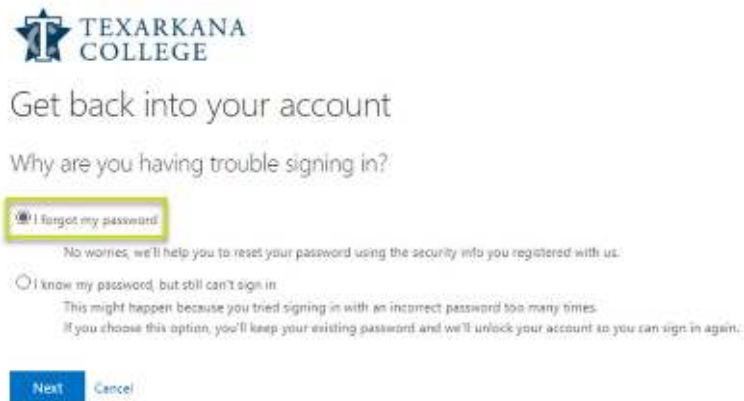 TEXARKANA
COLLEGE
Get back into your account
Why are you having trouble signing in?
I forgot my password
No worries, we'll help you to reset your password using the security info you registered with us.
I know my password, but still can't sign in
This might happen because you tried signing in with an incorrect password too many times.
If you choose this option, you'll keep your existing password and we'll unlock your account so you can sign in again.
Next Cancel